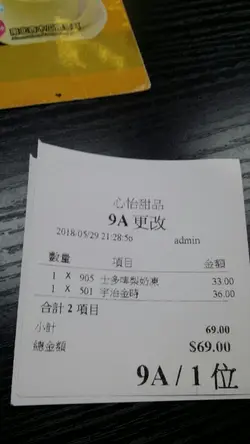 心怡甜品
9A 更改
2018-05/29 21:28:56 admin
數量 項目 金額
1 X 905 士多啤梨奶凍 33.00
1 X 501 宇治金時 36.00
合計 2 項目
小計 69.00
總金額 $69.00
9A / 1 位